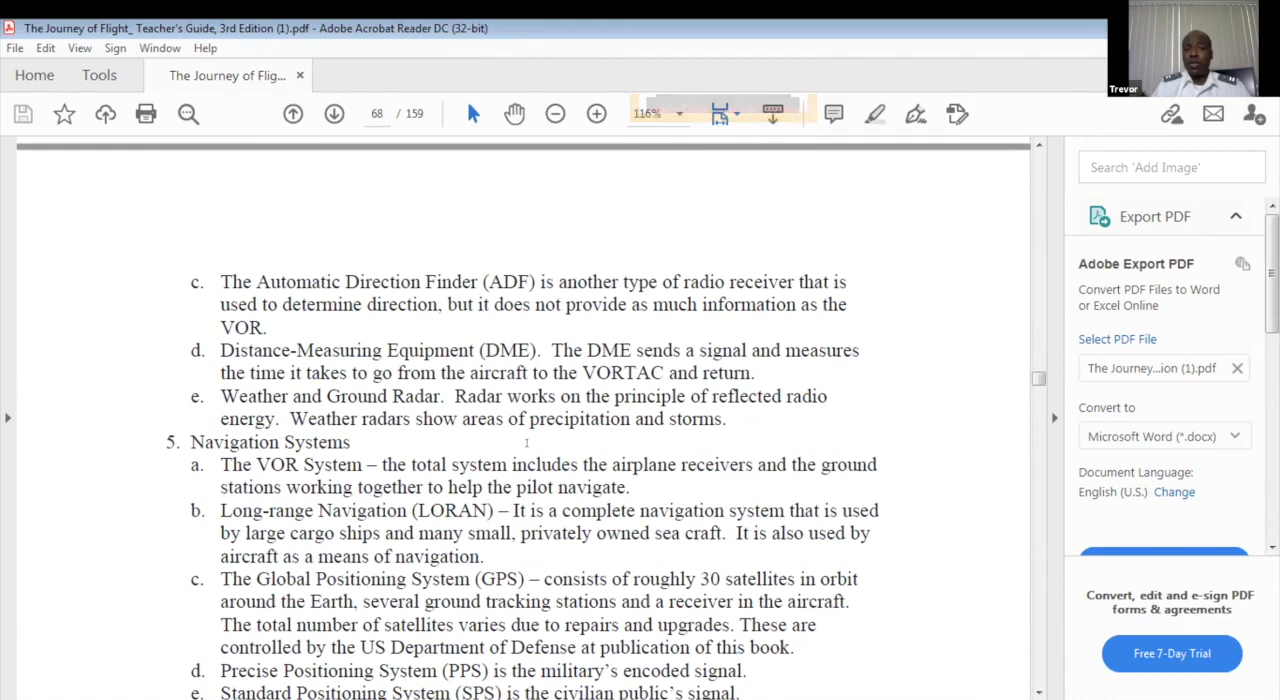 The Journey of Flight_ Teacher's Guide, 3rd Edition (1).pdf - Adobe Acrobat Reader DC (32-bit)
File Edit View Sign Window Help
Home Tools The Journey of Flig... ×
68 / 159 116%
Trevor
c. The Automatic Direction Finder (ADF) is another type of radio receiver that is
used to determine direction, but it does not provide as much information as the
VOR.
d. Distance-Measuring Equipment (DME). The DME sends a signal and measures
the time it takes to go from the aircraft to the VORTAC and return.
e. Weather and Ground Radar. Radar works on the principle of reflected radio
energy. Weather radars show areas of precipitation and storms.
5. Navigation Systems
a. The VOR System – the total system includes the airplane receivers and the ground
stations working together to help the pilot navigate.
b. Long-range Navigation (LORAN) – It is a complete navigation system that is used
by large cargo ships and many small, privately owned sea craft. It is also used by
aircraft as a means of navigation.
c. The Global Positioning System (GPS) – consists of roughly 30 satellites in orbit
around the Earth, several ground tracking stations and a receiver in the aircraft.
The total number of satellites varies due to repairs and upgrades. These are
controlled by the US Department of Defense at publication of this book.
d. Precise Positioning System (PPS) is the military's encoded signal.
e. Standard Positioning System (SPS) is the civilian public's signal.
Search 'Add Image'
Export PDF
Adobe Export PDF
Convert PDF Files to Word
or Excel Online
Select PDF File
The Journey...ion (1).pdf
Convert to
Microsoft Word (*.docx)
Document Language:
English (U.S.) Change
Convert, edit and e-sign PDF
forms & agreements
Free 7-Day Trial